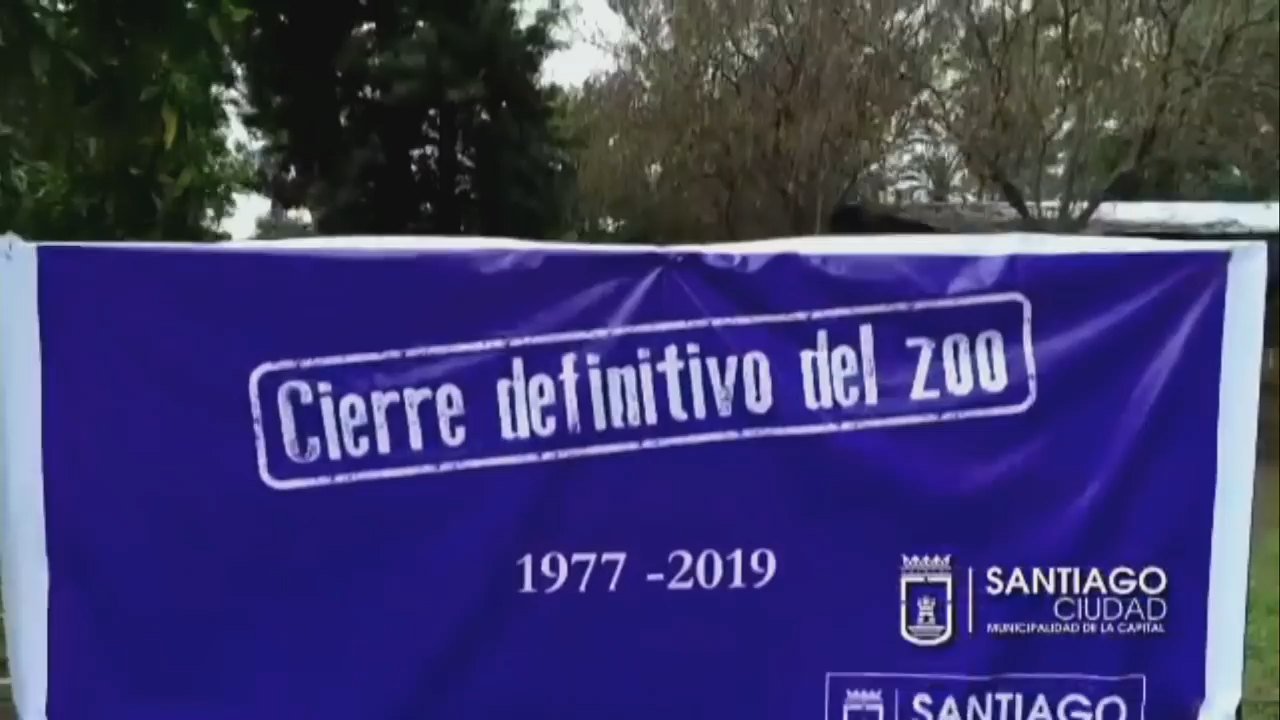 Cierre definitivo del zoo
1977 -2019
SANTIAGO
CIUDAD
MUNICIPALIDAD DE LA CAPITAL
SANTIAGO